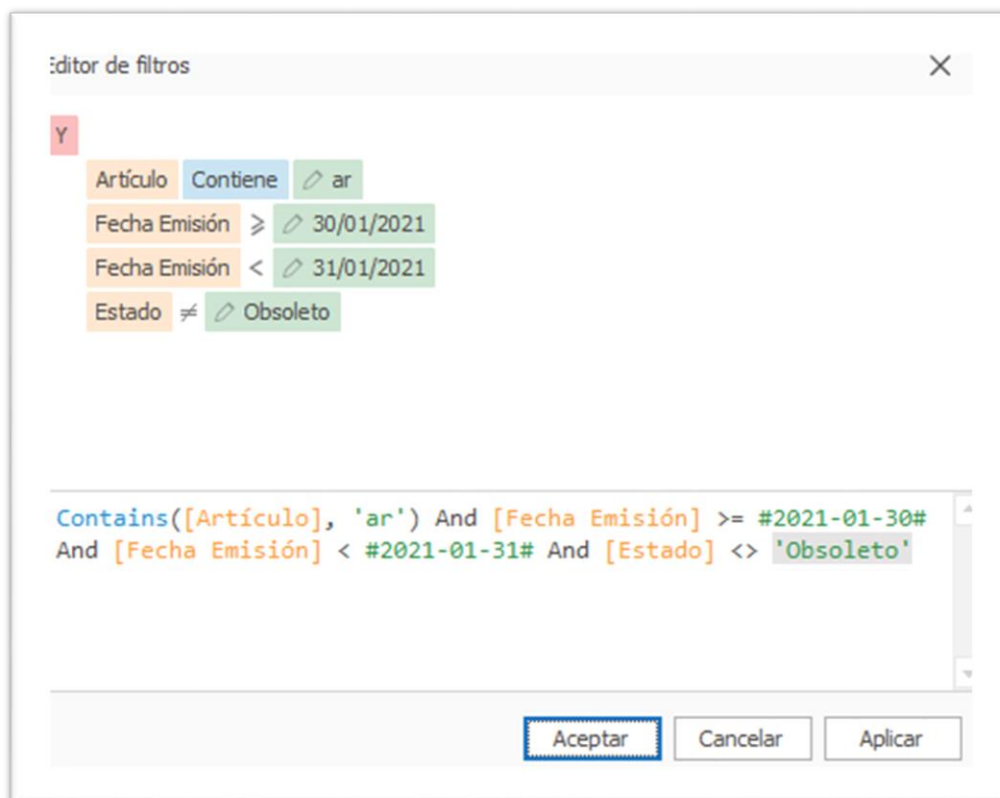 Editor de filtros
Y
Artículo Contiene ar
Fecha Emisión ≥ 30/01/2021
Fecha Emisión < 31/01/2021
Estado ≠ Obsoleto
Contains([Artículo], 'ar') And [Fecha Emisión] >= #2021-01-30#
And [Fecha Emisión] < #2021-01-31# And [Estado] <> 'Obsoleto'
Aceptar Cancelar Aplicar